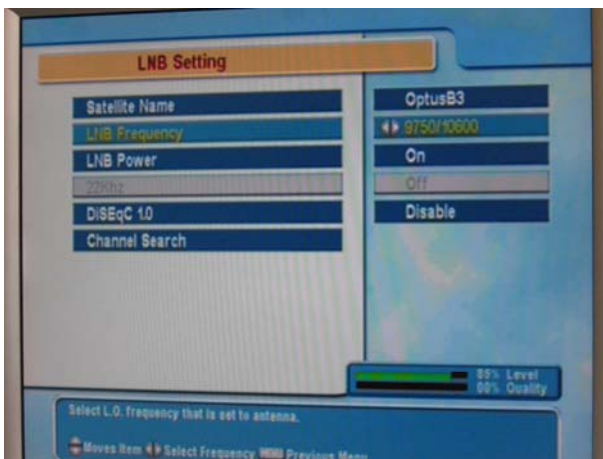 LNB Setting
Satellite Name OptusB3
LNB Frequency 9750/10600
LNB Power On
22Khz Off
DiSEqC 1.0 Disable
Channel Search
85% Level
00% Quality
Select L.O. frequency that is set to antenna.
Moves Item Select Frequency MENU Previous Menu